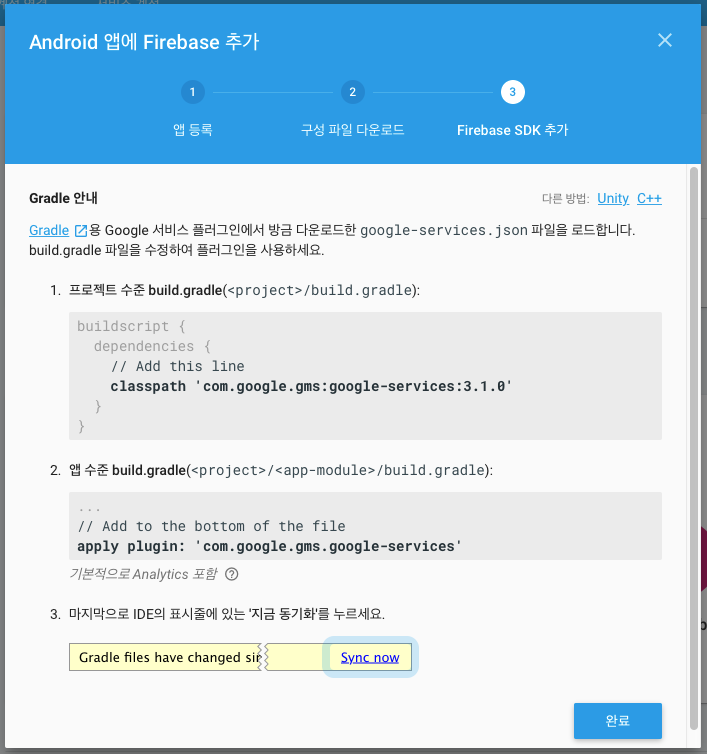 Android 앱에 Firebase 추가
1
2
3
앱 등록
구성 파일 다운로드
Firebase SDK 추가
Gradle 안내
다른 방법: Unity C++
Gradle 용 Google 서비스 플러그인에서 방금 다운로드한 google-services.json 파일을 로드합니다.
build.gradle 파일을 수정하여 플러그인을 사용하세요.
1. 프로젝트 수준 build.gradle(<project>/build.gradle):
buildscript {
dependencies {
// Add this line
classpath 'com.google.gms:google-services:3.1.0'
}
}
2. 앱 수준 build.gradle(<project>/<app-module>/build.gradle):
...
// Add to the bottom of the file
apply plugin: 'com.google.gms.google-services'
기본적으로 Analytics 포함 ?
3. 마지막으로 IDE의 표시줄에 있는 '지금 동기화'를 누르세요.
Gradle files have changed sin
Sync now
완료